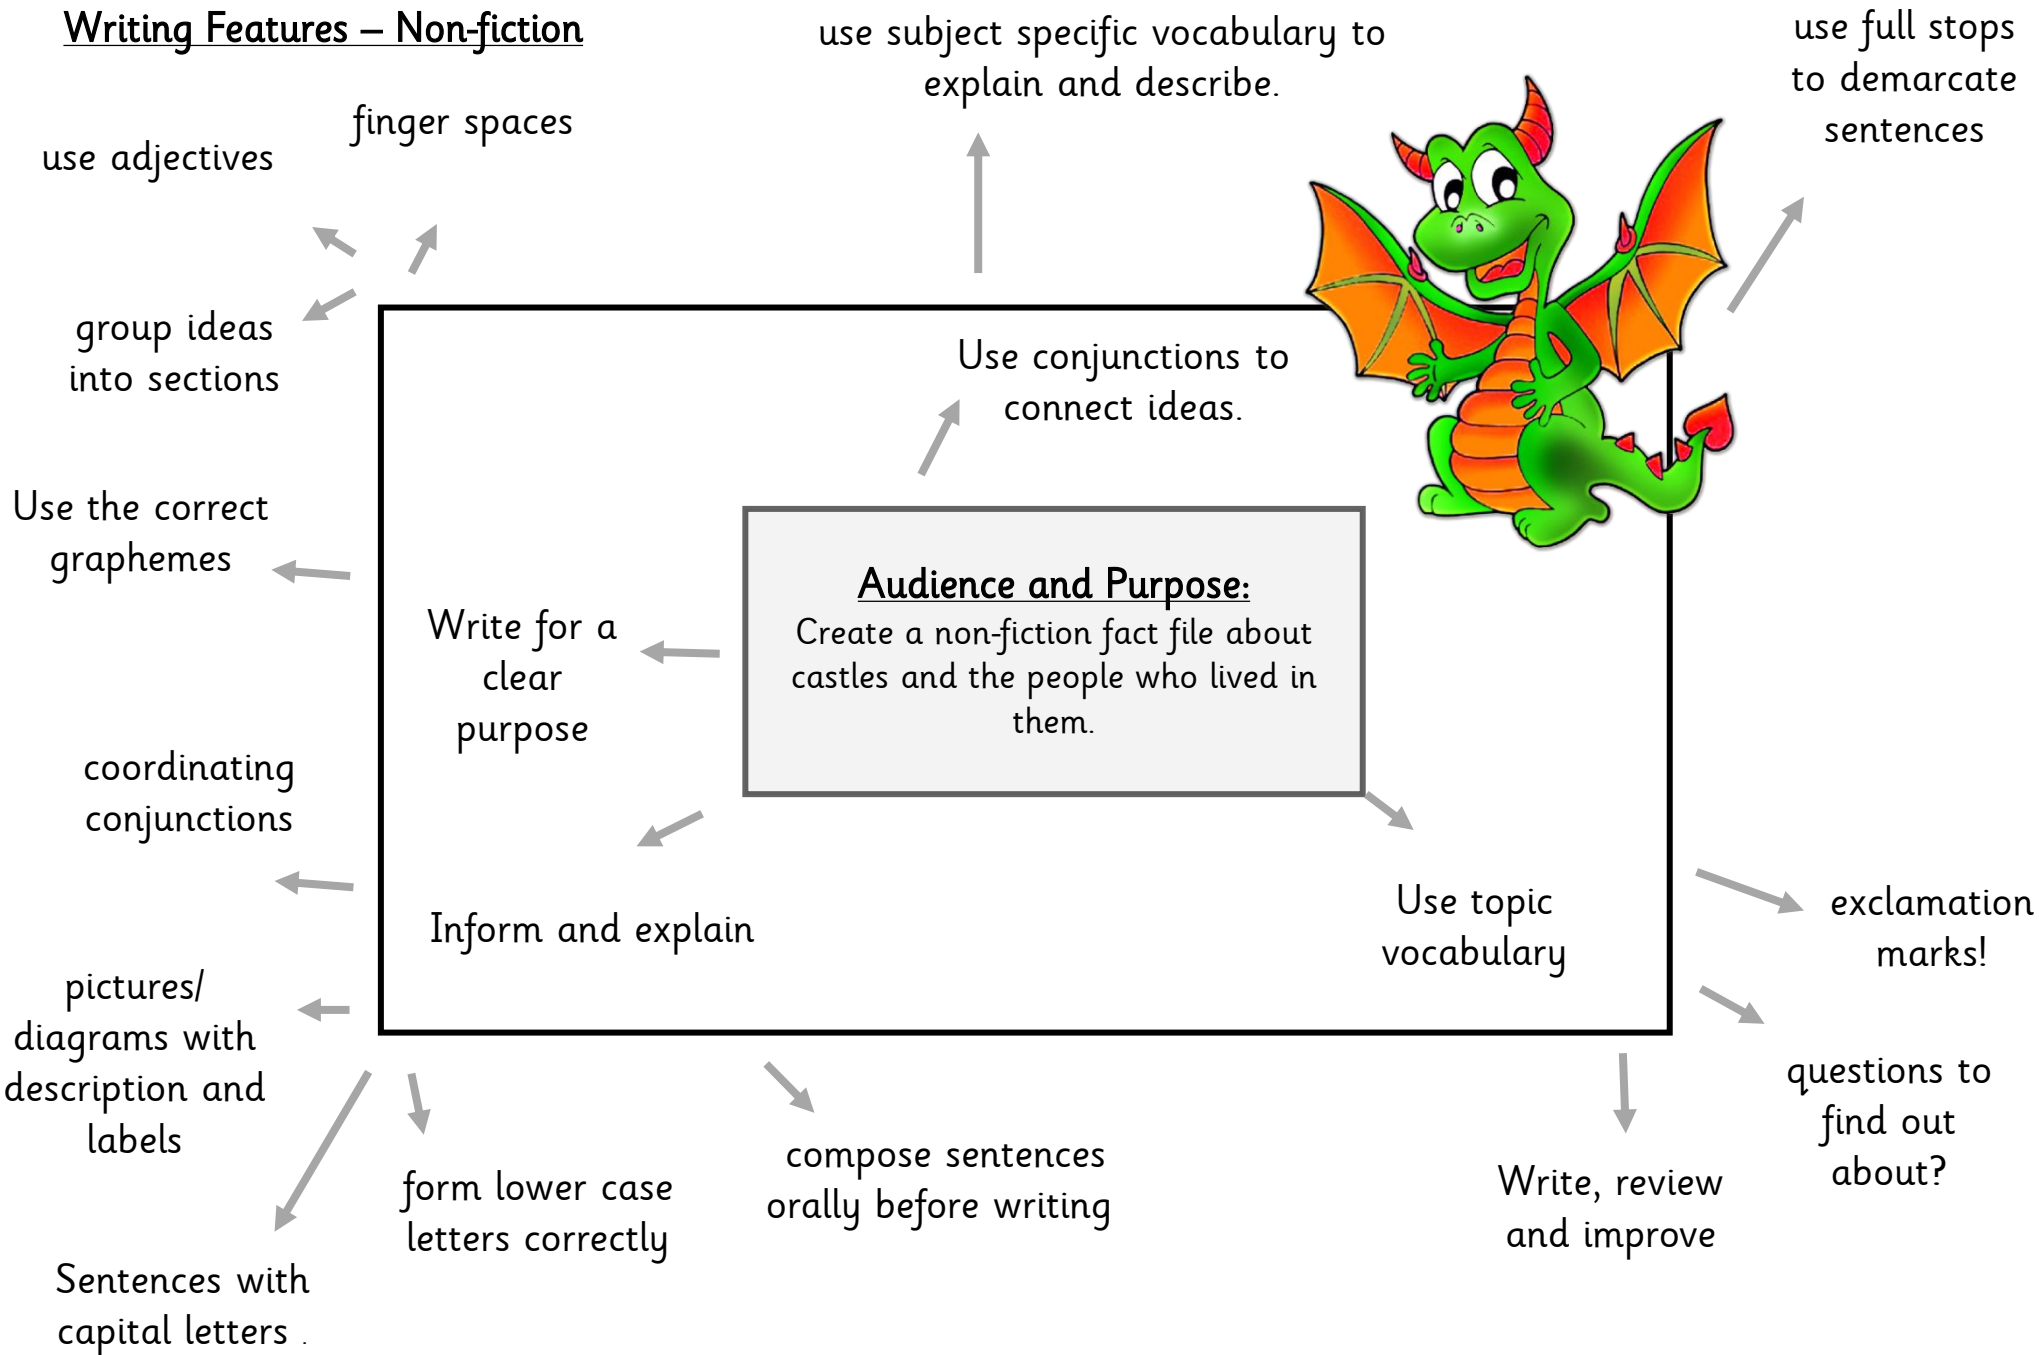 Writing Features – Non-fiction
use subject specific vocabulary to
explain and describe.
use full stops
to demarcate
sentences
finger spaces
use adjectives
group ideas
into sections
Use conjunctions to
connect ideas.
Use the correct
graphemes
Audience and Purpose:
Create a non-fiction fact file about
castles and the people who lived in
them.
Write for a
clear
purpose
coordinating
conjunctions
Inform and explain
Use topic
vocabulary
exclamation
marks!
pictures/
diagrams with
description and
labels
questions to
find out
about?
compose sentences
orally before writing
form lower case
letters correctly
Write, review
and improve
Sentences with
capital letters .